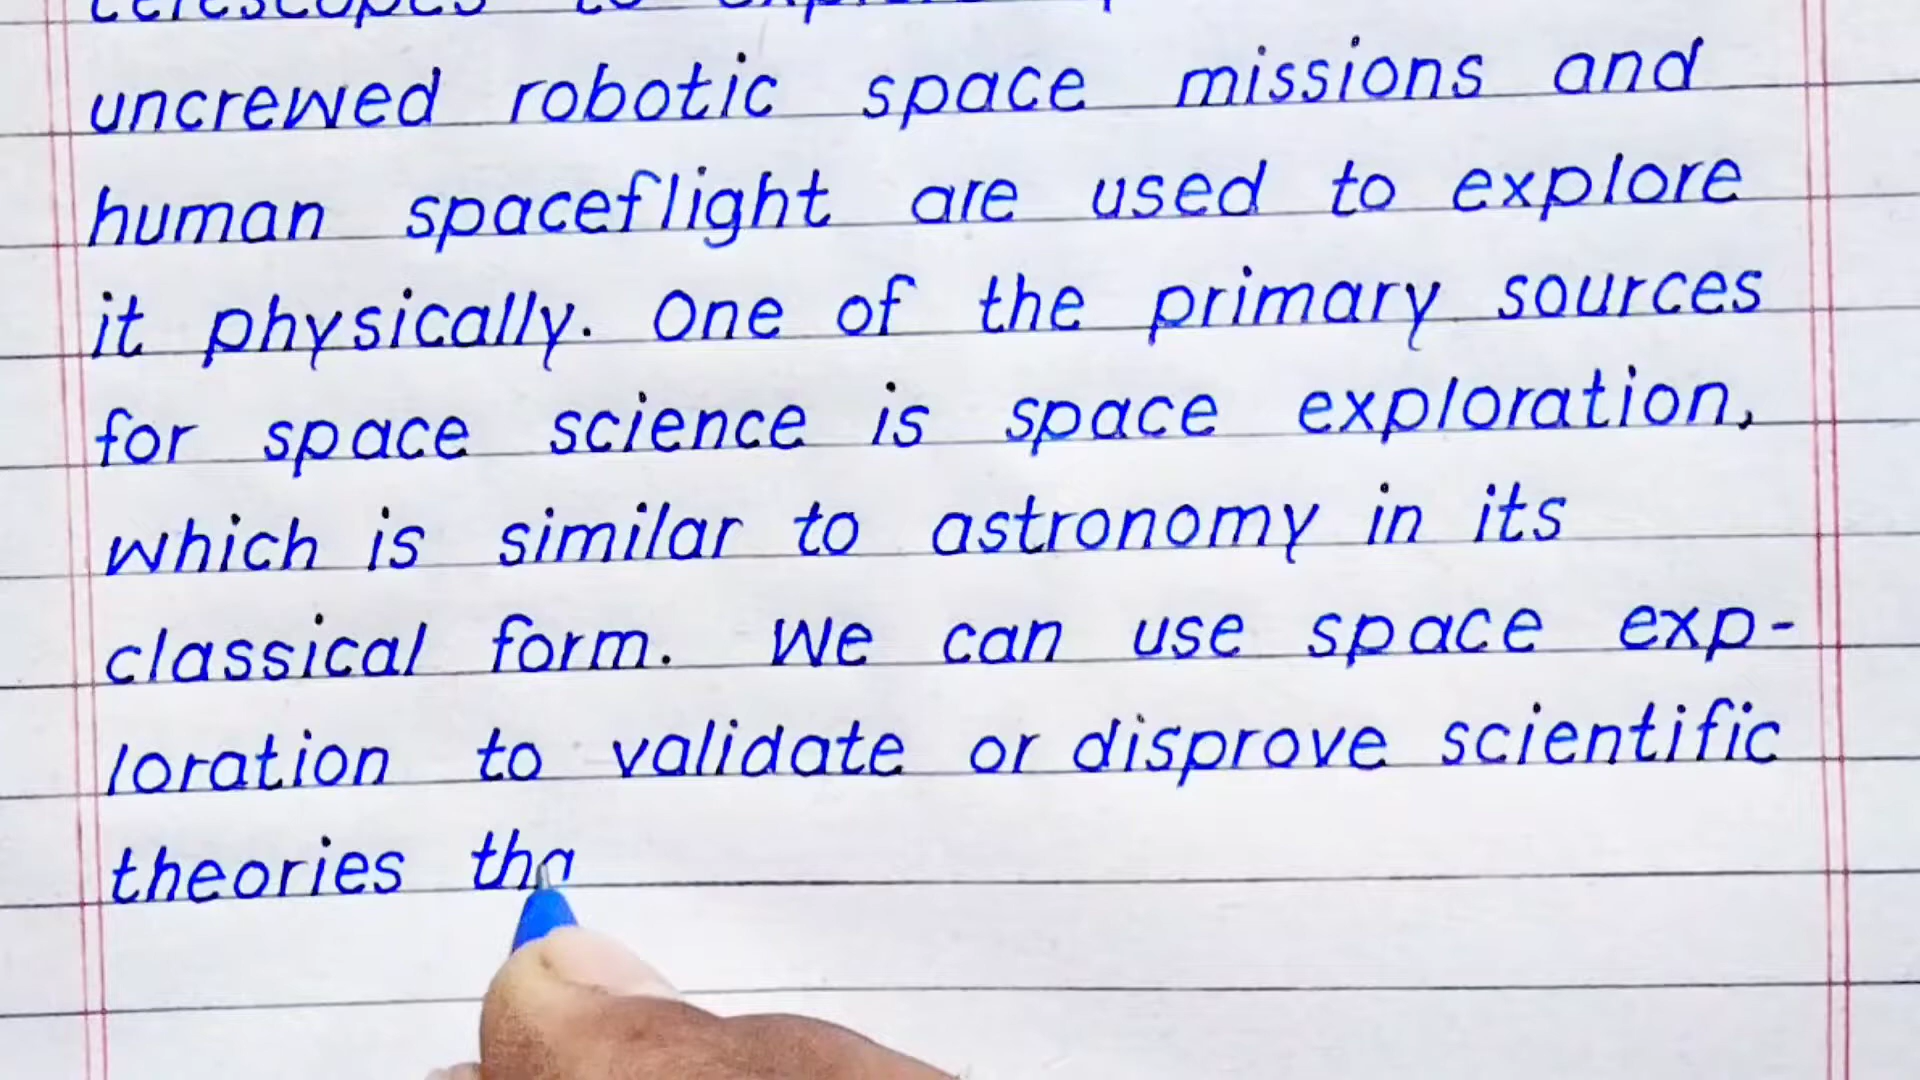 to
uncrewed robotic space missions and
human spaceflight are used to explore
it physically. One of the primary sources
for space science is space exploration,
which is similar to astronomy in its
classical form. We can use space exp-
loration to validate or disprove scientific
theories tha